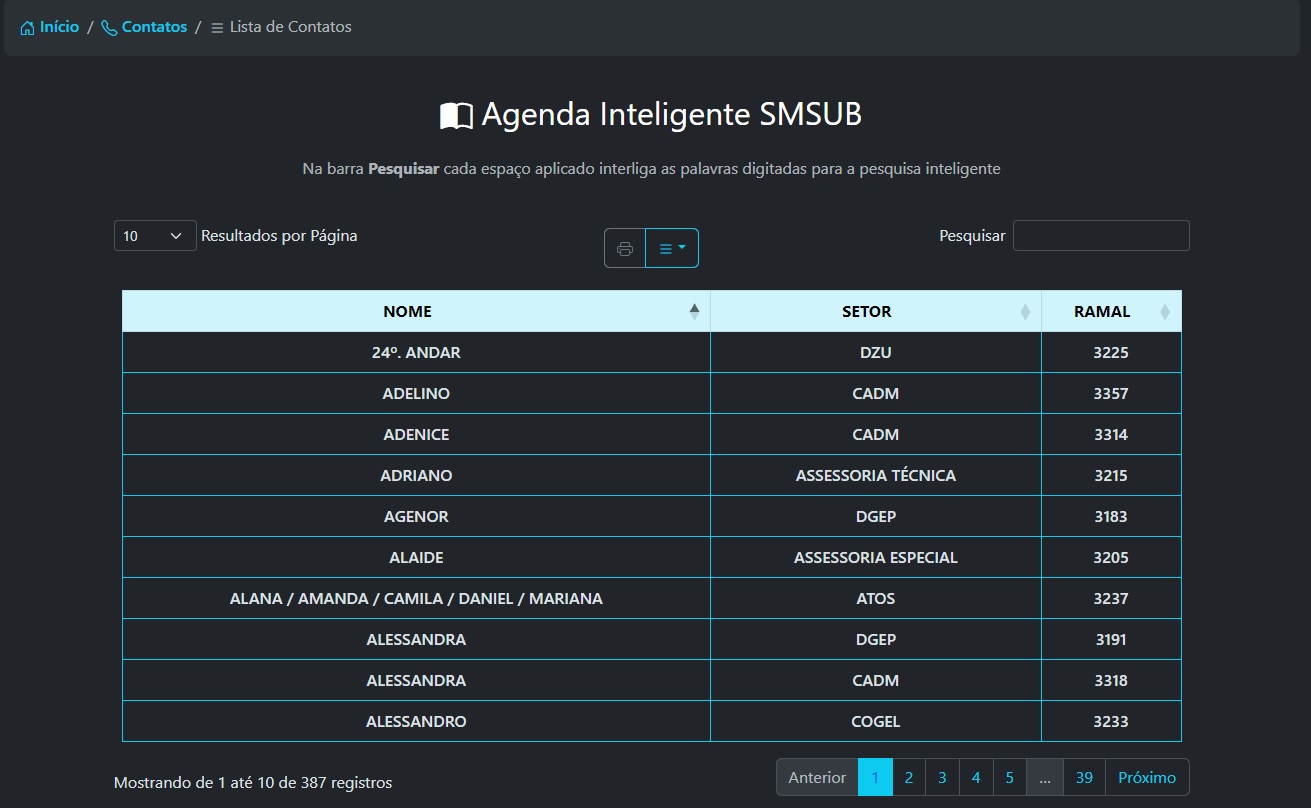 Início / Contatos / Lista de Contatos
Agenda Inteligente SMSUB
Na barra Pesquisar cada espaço aplicado interliga as palavras digitadas para a pesquisa inteligente
10 Resultados por Página Pesquisar
NOME SETOR RAMAL
24º. ANDAR DZU 3225
ADELINO CADM 3357
ADENICE CADM 3314
ADRIANO ASSESSORIA TÉCNICA 3215
AGENOR DGEP 3183
ALAIDE ASSESSORIA ESPECIAL 3205
ALANA / AMANDA / CAMILA / DANIEL / MARIANA ATOS 3237
ALESSANDRA DGEP 3191
ALESSANDRA CADM 3318
ALESSANDRO COGEL 3233
Mostrando de 1 até 10 de 387 registros Anterior 1 2 3 4 5 ... 39 Próximo